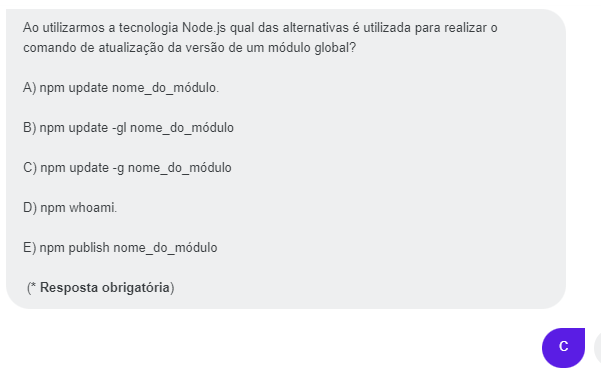 Ao utilizarmos a tecnologia Node.js qual das alternativas é utilizada para realizar o
comando de atualização da versão de um módulo global?
A) npm update nome_do_módulo.
B) npm update -gl nome_do_módulo
C) npm update -g nome_do_módulo
D) npm whoami.
E) npm publish nome_do_módulo
(* Resposta obrigatória)
C